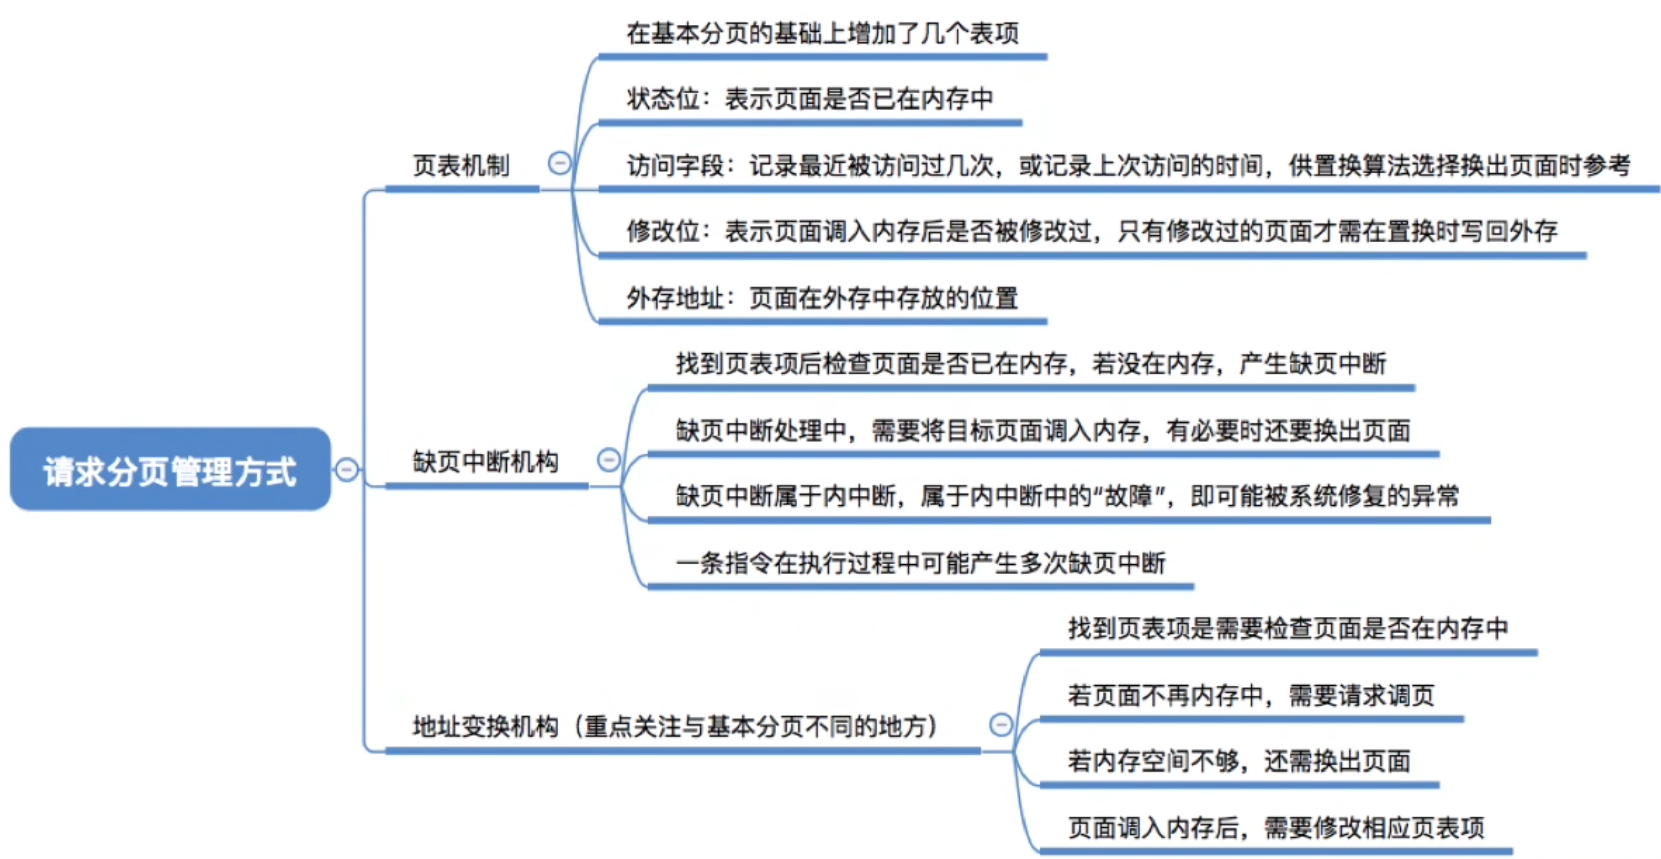 请求分页管理方式
页表机制
在基本分页的基础上增加了几个表项
状态位：表示页面是否已在内存中
访问字段：记录最近被访问过几次，或记录上次访问的时间，供置换算法选择换出页面时参考
修改位：表示页面调入内存后是否被修改过，只有修改过的页面才需在置换时写回外存
外存地址：页面在外存中存放的位置
缺页中断机构
找到页表项后检查页面是否已在内存，若没在内存，产生缺页中断
缺页中断处理中，需要将目标页面调入内存，有必要时还要换出页面
缺页中断属于内中断，属于内中断中的“故障”，即可能被系统修复的异常
一条指令在执行过程中可能产生多次缺页中断
地址变换机构（重点关注与基本分页不同的地方）
找到页表项是需要检查页面是否在内存中
若页面不再内存中，需要请求调页
若内存空间不够，还需换出页面
页面调入内存后，需要修改相应页表项